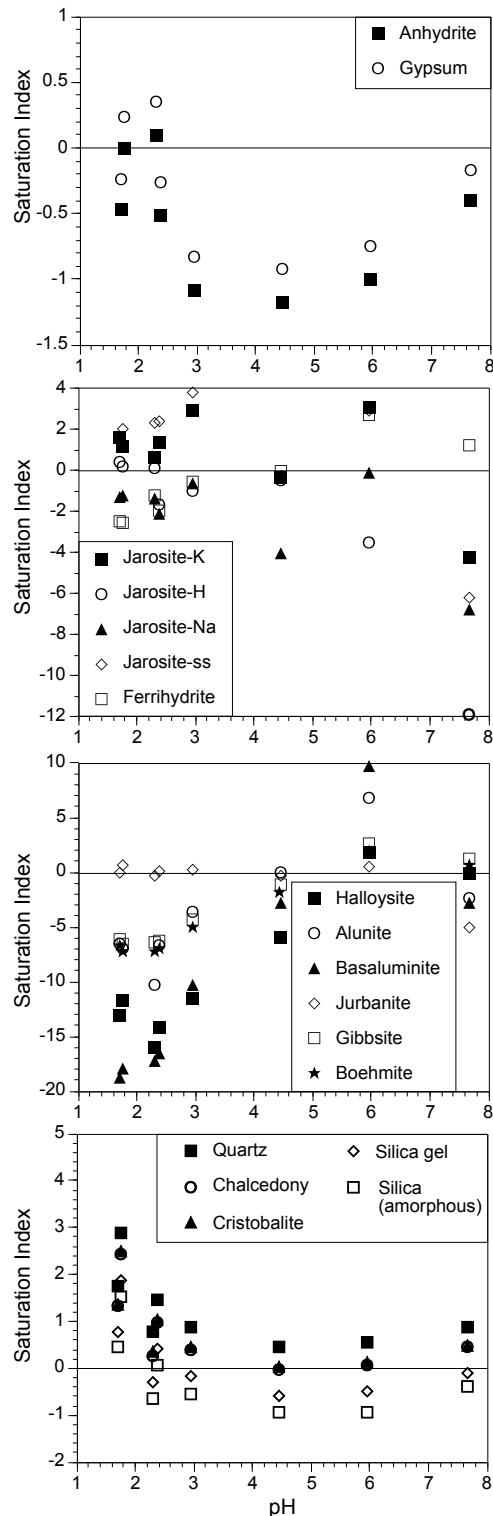 1
0.5
0
-0.5
-1
-1.5
Saturation Index
Anhydrite
Gypsum
1 2 3 4 5 6 7 8
4
2
0
-2
-4
-6
-8
-10
-12
Saturation Index
Jarosite-K
Jarosite-H
Jarosite-Na
Jarosite-ss
Ferrihydrite
1 2 3 4 5 6 7 8
10
5
0
-5
-10
-15
-20
Saturation Index
Halloysite
Alunite
Basaluminite
Jurbanite
Gibbsite
Boehmite
1 2 3 4 5 6 7 8
5
4
3
2
1
0
-1
-2
Saturation Index
Quartz
Chalcedony
Cristobalite
Silica gel
Silica
(amorphous)
1 2 3 4 5 6 7 8
pH